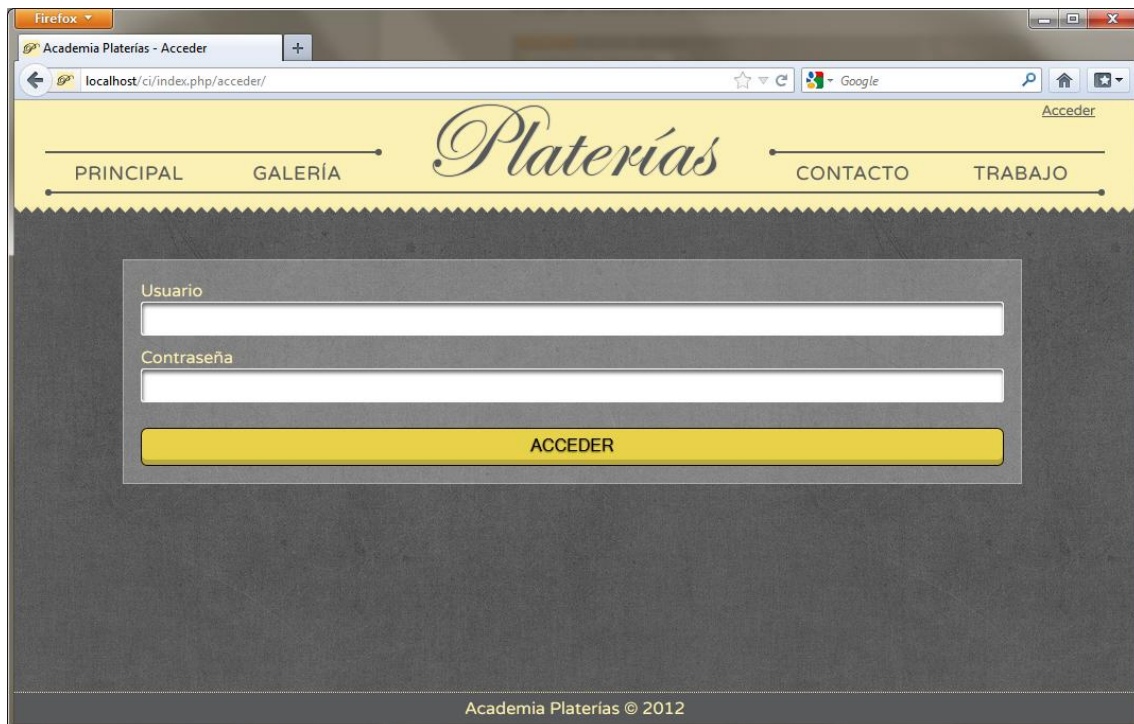 Firefox
Academia Platerías - Acceder
localhost/ci/index.php/acceder/
Google
Acceder
Platerías
PRINCIPAL GALERÍA CONTACTO TRABAJO
Usuario
Contraseña
ACCEDER
Academia Platerías © 2012